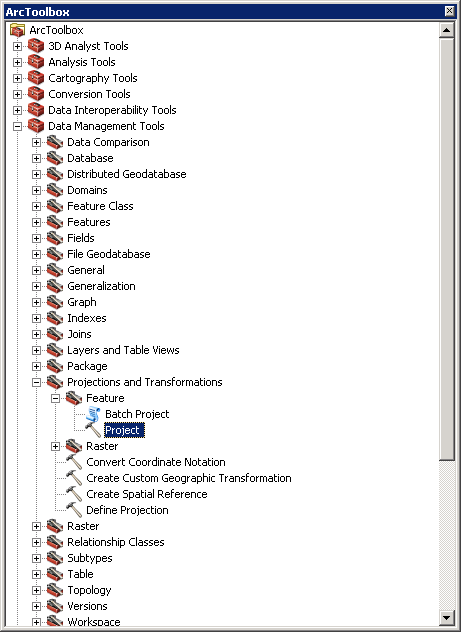 ArcToolbox
ArcToolbox
3D Analyst Tools
Analysis Tools
Cartography Tools
Conversion Tools
Data Interoperability Tools
Data Management Tools
Data Comparison
Database
Distributed Geodatabase
Domains
Feature Class
Features
Fields
File Geodatabase
General
Generalization
Graph
Indexes
Joins
Layers and Table Views
Package
Projections and Transformations
Feature
Batch Project
Project
Raster
Convert Coordinate Notation
Create Custom Geographic Transformation
Create Spatial Reference
Define Projection
Raster
Relationship Classes
Subtypes
Table
Topology
Versions
Workspace